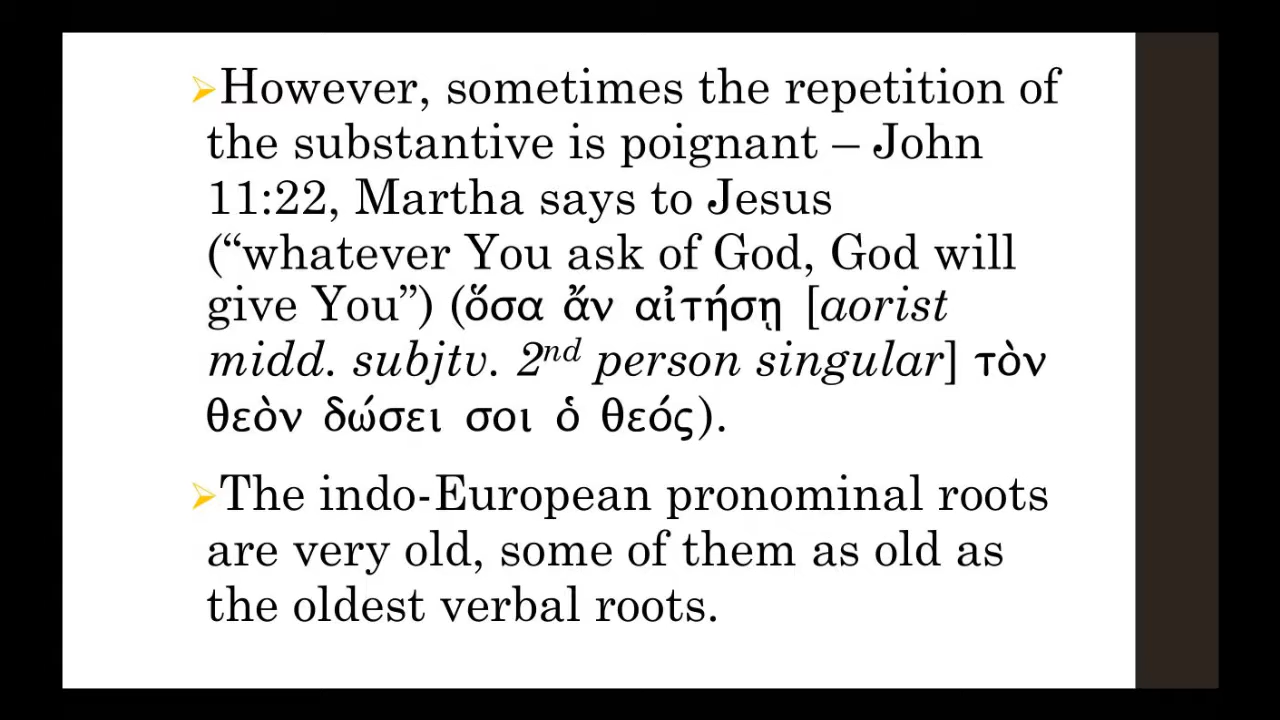 ➢However, sometimes the repetition of
the substantive is poignant – John
11:22, Martha says to Jesus
(“whatever You ask of God, God will
give You”) (ὅσα ἄν αἰτήσῃ [aorist
midd. subjtv. 2nd person singular] τὸν
θεὸν δώσει σοι ὁ θεός).
➢The indo-European pronominal roots
are very old, some of them as old as
the oldest verbal roots.